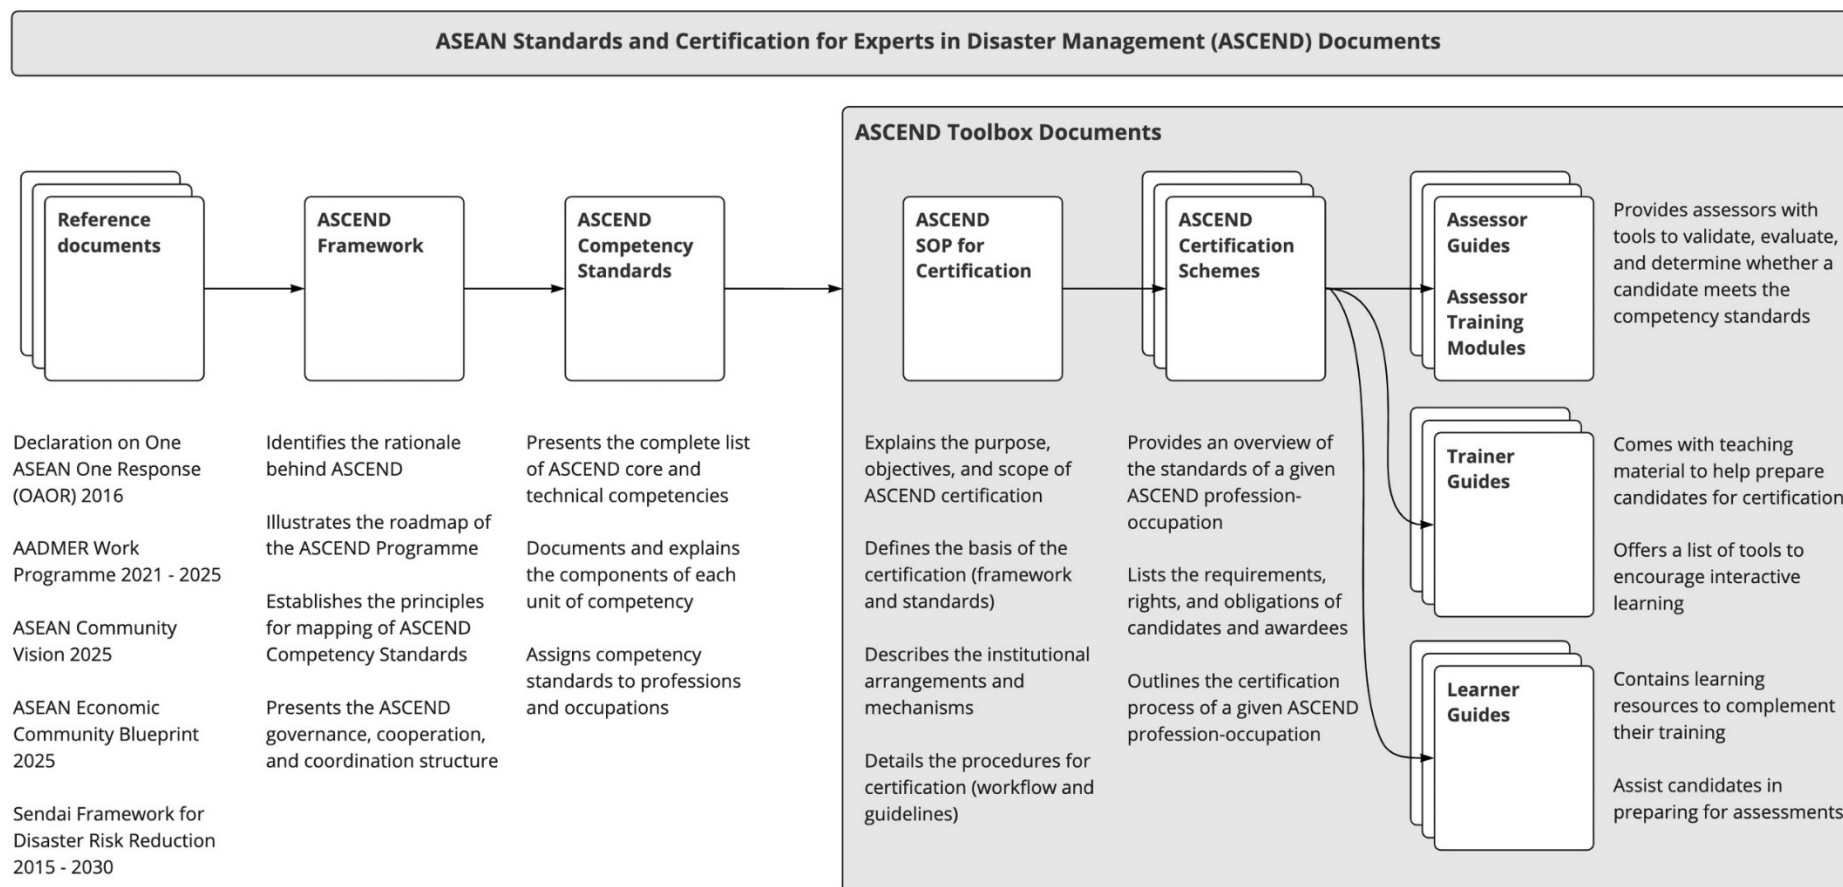 ASEAN Standards and Certification for Experts in Disaster Management (ASCEND) Documents
ASCEND Toolbox Documents
Reference
documents
ASCEND
Framework
ASCEND
Competency
Standards
ASCEND
SOP for
Certification
ASCEND
Certification
Schemes
Assessor
Guides
Assessor
Training
Modules
Provides assessors with
tools to validate, evaluate,
and determine whether a
candidate meets the
competency standards
Declaration on One
ASEAN One Response
(OAOR) 2016
AADMER Work
Programme 2021 - 2025
ASEAN Community
Vision 2025
ASEAN Economic
Community Blueprint
2025
Sendai Framework for
Disaster Risk Reduction
2015 - 2030
Identifies the rationale
behind ASCEND
Illustrates the roadmap of
the ASCEND Programme
Establishes the principles
for mapping of ASCEND
Competency Standards
Presents the ASCEND
governance, cooperation,
and coordination structure
Presents the complete list
of ASCEND core and
technical competencies
Documents and explains
the components of each
unit of competency
Assigns competency
standards to professions
and occupations
Explains the purpose,
objectives, and scope of
ASCEND certification
Defines the basis of the
certification (framework
and standards)
Describes the institutional
arrangements and
mechanisms
Details the procedures for
certification (workflow and
guidelines)
Provides an overview of
the standards of a given
ASCEND profession-
occupation
Lists the requirements,
rights, and obligations of
candidates and awardees
Outlines the certification
process of a given ASCEND
profession-occupation
Trainer
Guides
Comes with teaching
material to help prepare
candidates for certification
Offers a list of tools to
encourage interactive
learning
Learner
Guides
Contains learning
resources to complement
their training
Assist candidates in
preparing for assessments